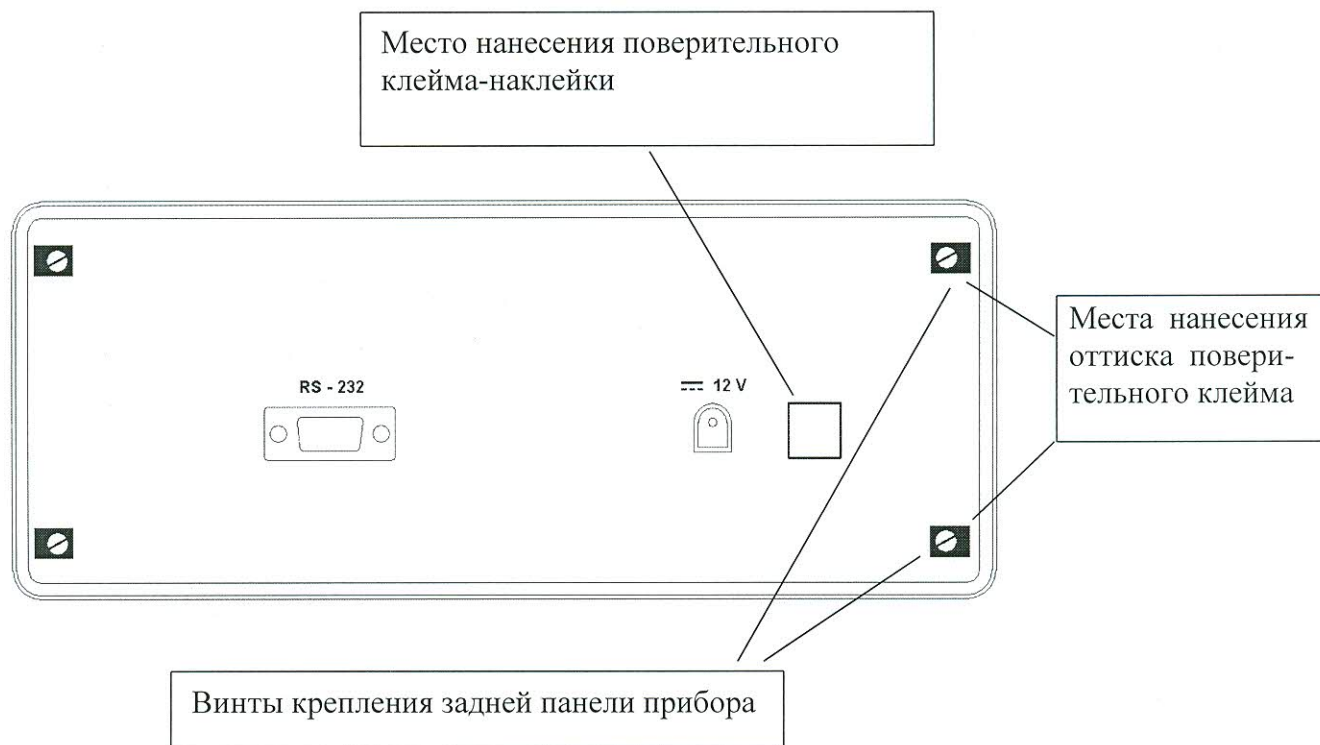 Место нанесения поверительного
клейма-наклейки
RS - 232
12 V
Места нанесения
оттиска повери-
тельного клейма
Винты крепления задней панели прибора